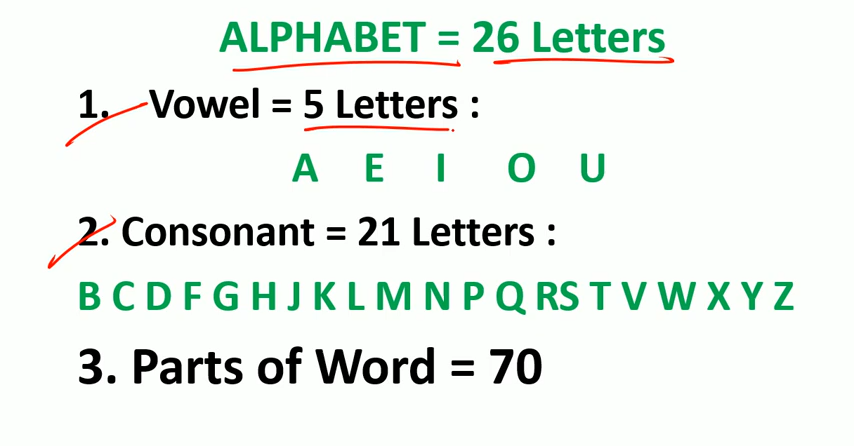 ALPHABET = 26 Letters
1. Vowel = 5 Letters :
A E I O U
2. Consonant = 21 Letters :
B C D F G H J K L M N P Q RS T V W X Y Z
3. Parts of Word = 70